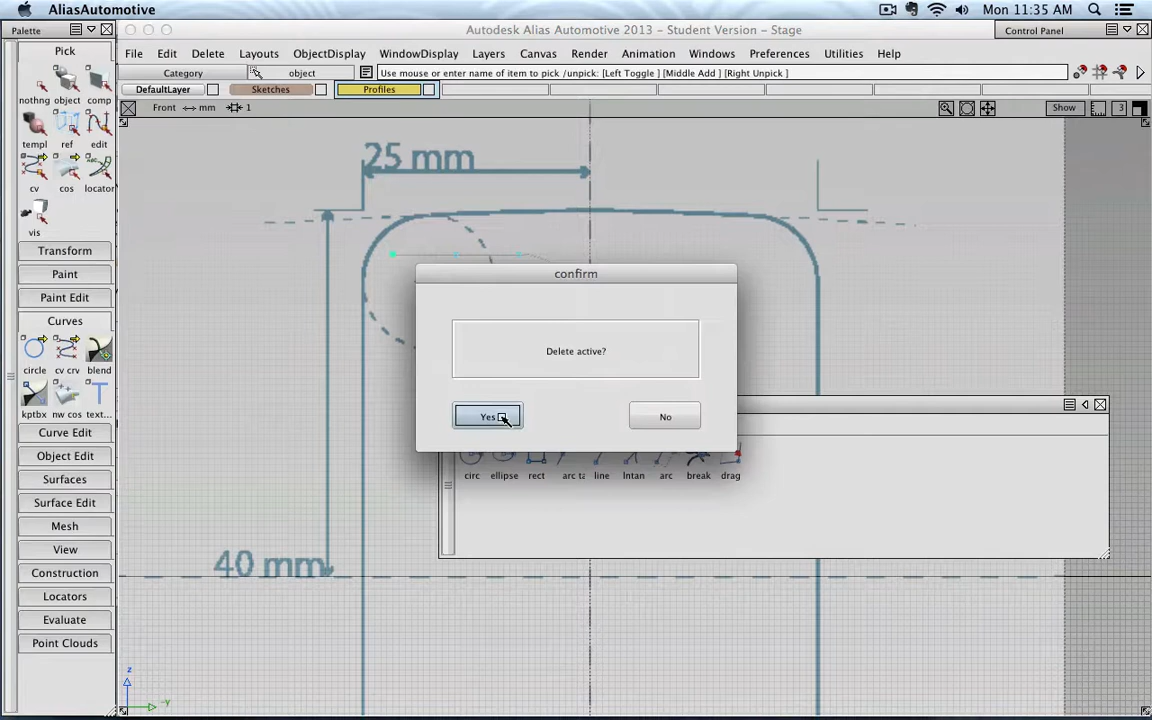 AliasAutomotive
Mon 11:35 AM
Palette
Autodesk Alias Automotive 2013 - Student Version - Stage
Control Panel
File Edit Delete Layouts ObjectDisplay WindowDisplay Layers Canvas Render Animation Windows Preferences Utilities Help
Category object Use mouse or enter name of item to pick /unpick: [Left Toggle ] [Middle Add ] [Right Unpick ]
DefaultLayer Sketches Profiles
Front mm 1 Show 3
Pick
nothng object comp
templ ref edit
cv cos locator
vis
Transform
Paint
Paint Edit
Curves
circle cv crv blend
kptbx nw cos text...
Curve Edit
Object Edit
Surfaces
Surface Edit
Mesh
View
Construction
Locators
Evaluate
Point Clouds
25 mm
40 mm
confirm
Delete active?
Yes No
circ ellipse rect arc ta line lntan arc break drag
z
-Y